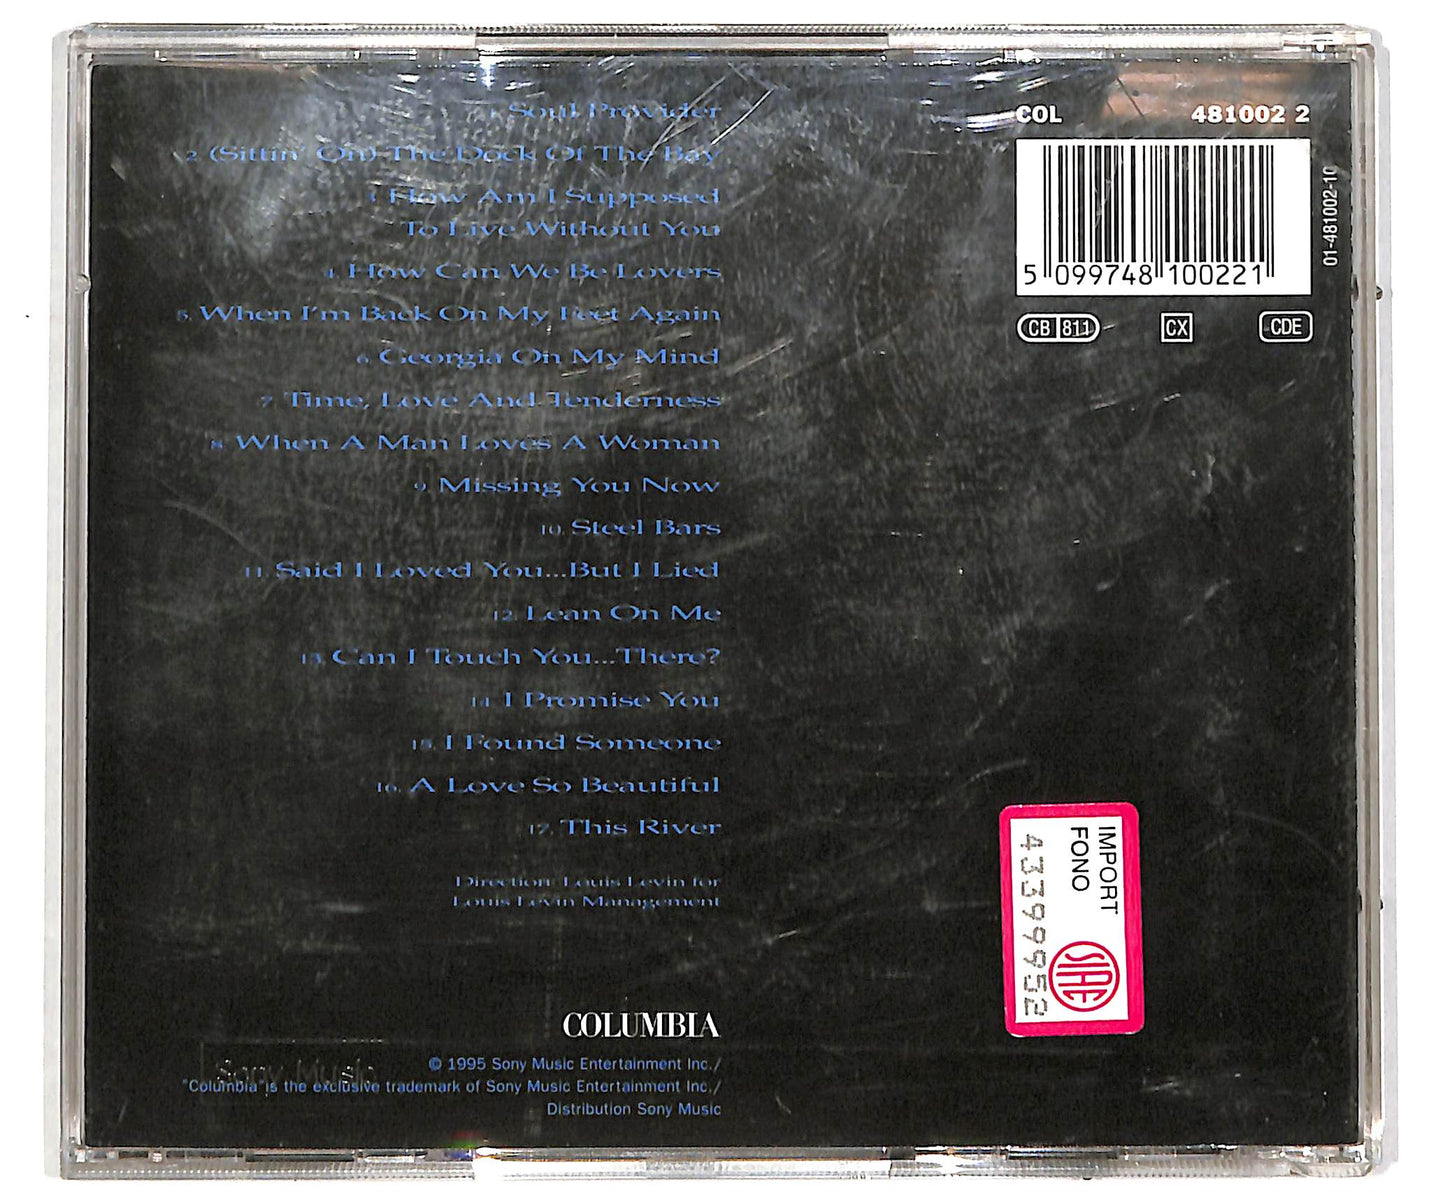 1. Soul Provider
2. (Sittin' On) The Dock Of The Bay
3. How Am I Supposed
To Live Without You
4. How Can We Be Lovers
5. When I'm Back On My Feet Again
6. Georgia On My Mind
7. Time, Love And Tenderness
8. When A Man Loves A Woman
9. Missing You Now
10. Steel Bars
11. Said I Loved You...But I Lied
12. Lean On Me
13. Can I Touch You...There?
14. I Promise You
15. I Found Someone
16. A Love So Beautiful
17. This River
Direction: Louis Levin for
Louis Levin Management
COLUMBIA
Sony Music
© 1995 Sony Music Entertainment Inc./
"Columbia" is the exclusive trademark of Sony Music Entertainment Inc./
Distribution Sony Music
COL 481002 2
5 099748 100221
01-481002-10
CB 811 CX CDE
IMPORT
FONO
43399952
SIAE